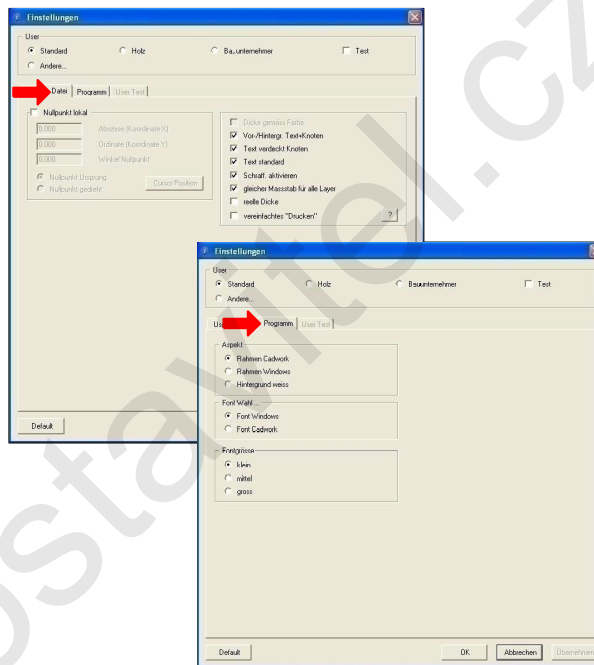 Einstellungen
User
Standard
Holz
Ba..unternehmer
Test
Andere...
Datei
Programm
User Test
Nullpunkt lokal
0.000 Abszisse (Koordinate X)
0.000 Ordinate (Koordinate Y)
0.000 Winkel Nullpunkt
Nullpunkt Ursprung
Nullpunkt gedreht
Cursor Position
Dicke gemäss Farbe
Vor-/Hintergr. Text+Knoten
Text verdeckt Knoten
Text standard
Schraff. aktivieren
gleicher Massstab für alle Layer
reelle Dicke
vereinfachtes "Drucken"
?
Default
Einstellungen
User
Standard
Holz
Bauunternehmer
Test
Andere...
Programm
User Test
Aspekt
Rahmen Cadwork
Rahmen Windows
Hintergrund weiss
Font Wahl ...
Font Windows
Font Cadwork
Fontgrösse
klein
mittel
gross
Default
OK
Abbrechen
Übernehmen